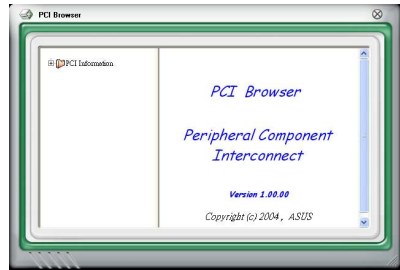 PCI Browser
PCI Information
PCI Browser
Peripheral Component
Interconnect
Version 1.00.00
Copyright (c) 2004, ASUS